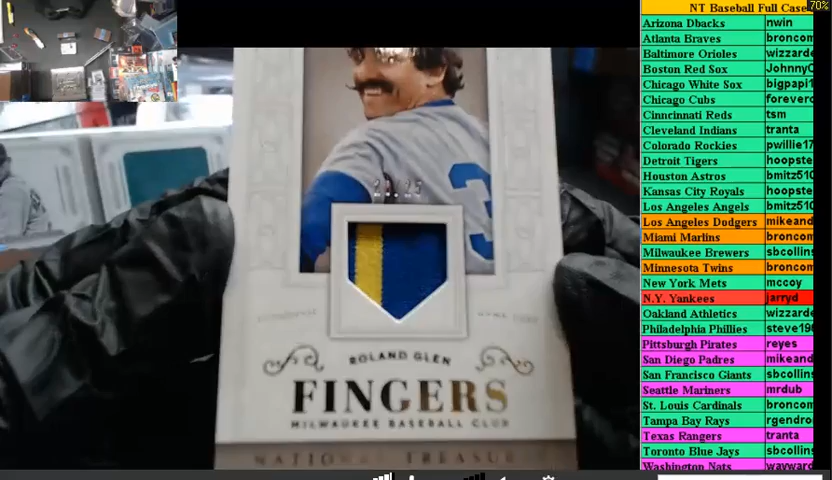 70%
NT Baseball Full Case
Arizona Dbacks nwin
Atlanta Braves broncom
Baltimore Orioles wizzarde
Boston Red Sox JohnnyC
Chicago White Sox bigpapi1
Chicago Cubs foreverc
Cinncinnati Reds tsm
Cleveland Indians tranta
Colorado Rockies pwillie17
Detroit Tigers hoopste
Houston Astros bmitz510
Kansas City Royals hoopste
Los Angeles Angels bmitz510
Los Angeles Dodgers mikeand
Miami Marlins broncom
Milwaukee Brewers sbcollins
Minnesota Twins broncom
New York Mets mccoy
N.Y. Yankees jarryd
Oakland Athletics wizzarde
Philadelphia Phillies steve190
Pittsburgh Pirates reyes
San Diego Padres mikeand
San Francisco Giants sbcollins
Seattle Mariners mrdub
St. Louis Cardinals broncom
Tampa Bay Rays rgendro
Texas Rangers tranta
Toronto Blue Jays sbcollins
Washington Nats wayward
3
ROLAND GLEN
FINGERS
MILWAUKEE BASEBALL CLUB
NATIONAL TREASUR